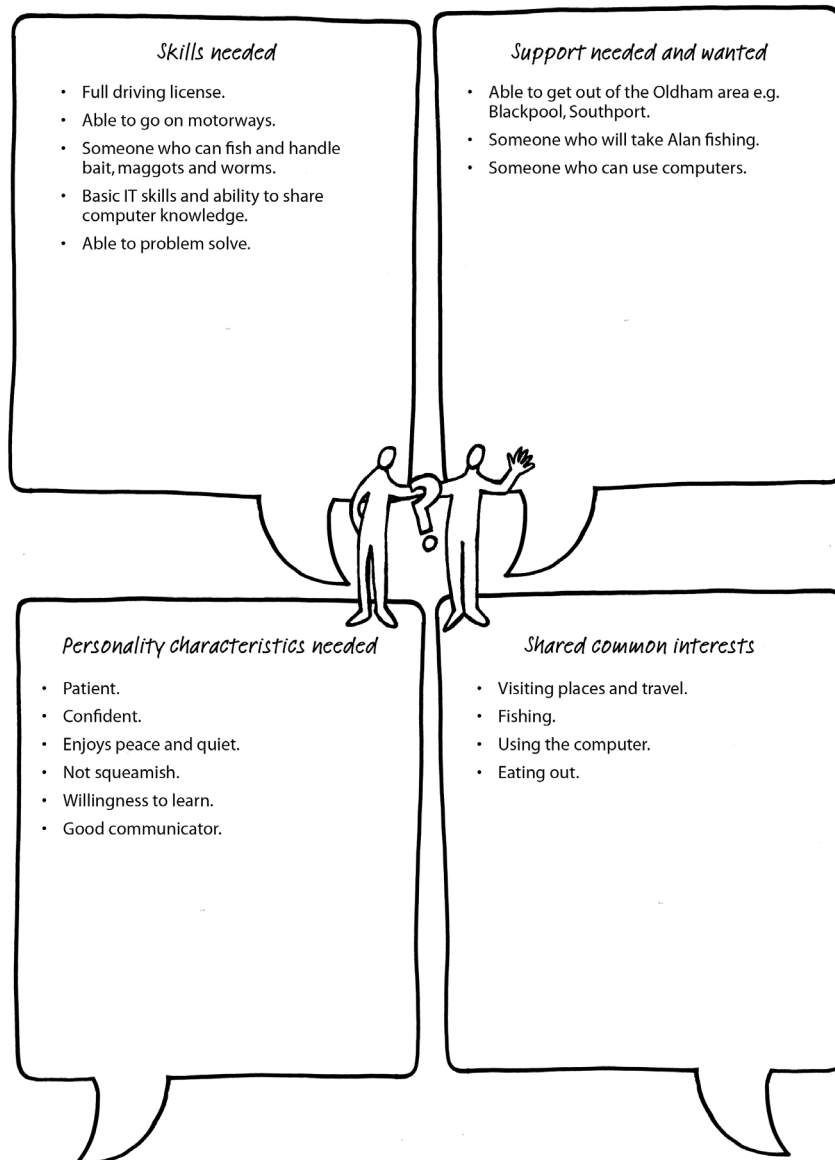 Skills needed
• Full driving license.
• Able to go on motorways.
• Someone who can fish and handle
bait, maggots and worms.
• Basic IT skills and ability to share
computer knowledge.
• Able to problem solve.
Support needed and wanted
• Able to get out of the Oldham area e.g.
Blackpool, Southport.
• Someone who will take Alan fishing.
• Someone who can use computers.
?
Personality characteristics needed
• Patient.
• Confident.
• Enjoys peace and quiet.
• Not squeamish.
• Willingness to learn.
• Good communicator.
Shared common interests
• Visiting places and travel.
• Fishing.
• Using the computer.
• Eating out.